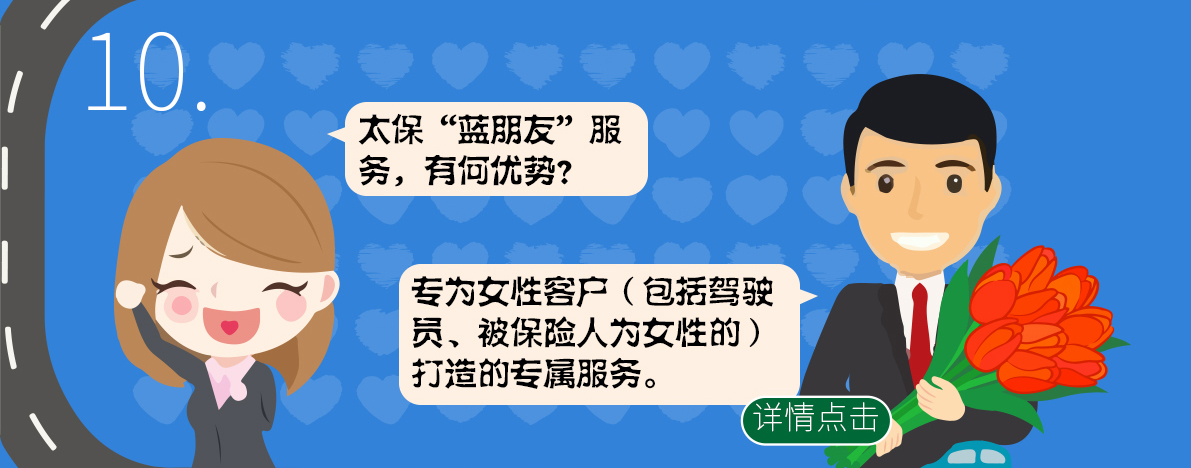 10.
太保“蓝朋友”服
务，有何优势？
专为女性客户（包括驾驶
员、被保险人为女性的）
打造的专属服务。
详情点击